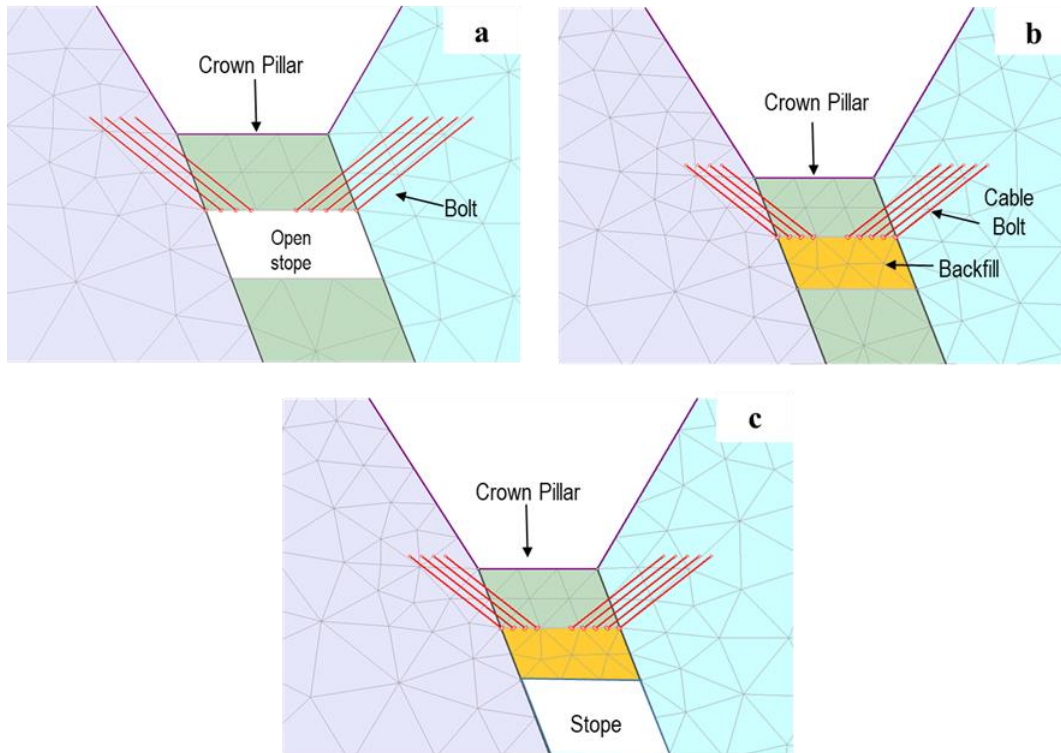 a
Crown Pillar
Bolt
Open
stope
b
Crown Pillar
Cable
Bolt
Backfill
c
Crown Pillar
Stope